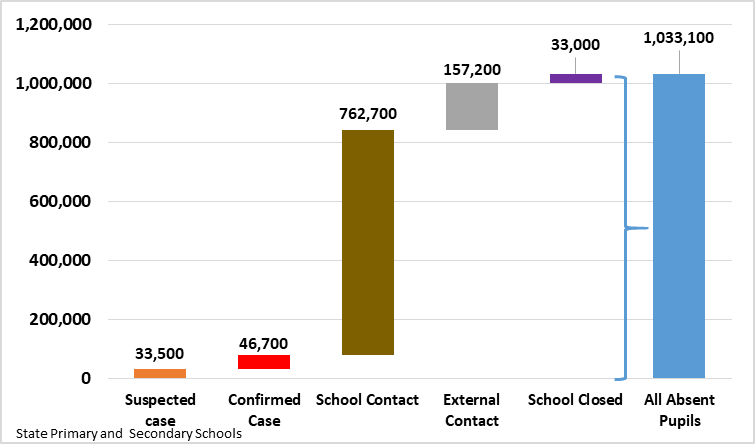 1,200,000
1,000,000
800,000
600,000
400,000
200,000
0
33,500
46,700
762,700
157,200
33,000
1,033,100
Suspected
case
Confirmed
Case
School Contact
External
Contact
School Closed
All Absent
Pupils
State Primary and Secondary Schools